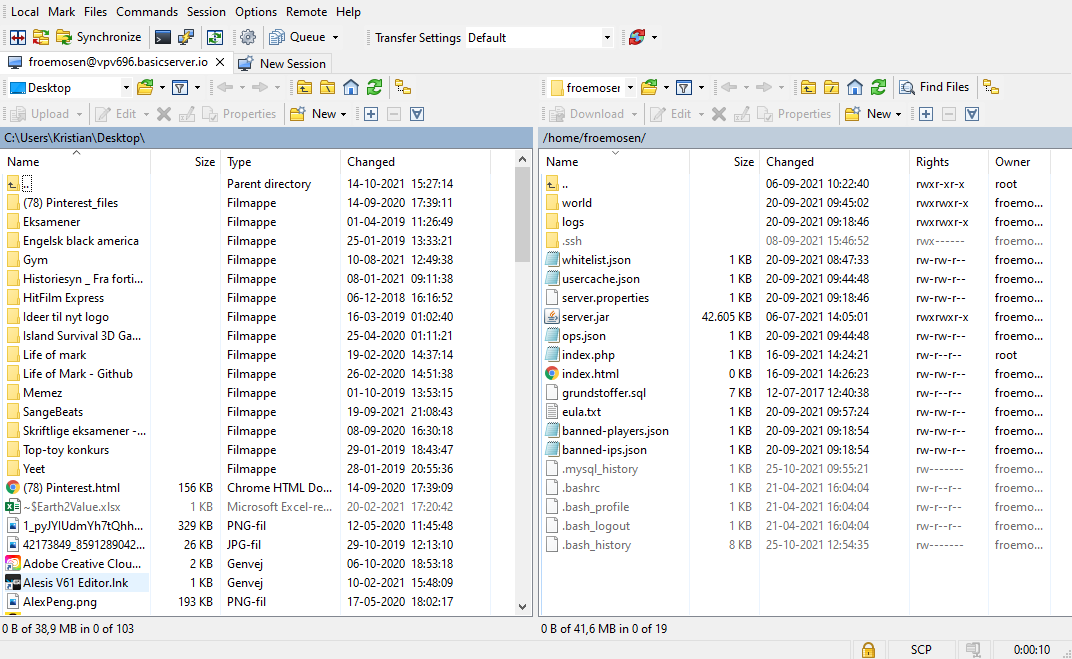 Local Mark Files Commands Session Options Remote Help
Synchronize Queue Transfer Settings Default
froemosen@vpv696.basicserver.io New Session
Desktop froemoser Find Files
Upload Edit Properties New Download Edit Properties New
C:\Users\Kristian\Desktop\ /home/froemosen/
Name Size Type Changed
.. Parent directory 14-10-2021 15:27:14
(78) Pinterest_files Filmappe 14-09-2020 17:39:11
Eksamener Filmappe 01-04-2019 11:26:49
Engelsk black america Filmappe 25-01-2019 13:33:21
Gym Filmappe 10-08-2021 12:49:38
Historiesyn _ Fra forti... Filmappe 08-01-2021 09:11:38
HitFilm Express Filmappe 06-12-2018 16:16:52
Ideer til nyt logo Filmappe 16-03-2019 01:02:40
Island Survival 3D Ga... Filmappe 25-04-2020 01:11:21
Life of mark Filmappe 19-02-2020 14:37:14
Life of Mark - Github Filmappe 26-02-2020 14:51:38
Memez Filmappe 01-10-2019 13:53:15
SangeBeats Filmappe 19-09-2021 21:08:43
Skriftlige eksamener -... Filmappe 08-09-2020 16:30:18
Top-toy konkurs Filmappe 29-01-2019 18:43:47
Yeet Filmappe 28-01-2019 20:55:36
(78) Pinterest.html 156 KB Chrome HTML Do... 14-09-2020 17:39:09
~$Earth2Value.xlsx 1 KB Microsoft Excel-re... 20-02-2021 17:20:42
1_pyJYIUdmYh7tQhh... 329 KB PNG-fil 12-05-2020 11:45:48
42173849_8591289042... 26 KB JPG-fil 29-10-2019 12:13:10
Adobe Creative Clou... 2 KB Genvej 06-10-2020 18:53:18
Alesis V61 Editor.lnk 1 KB Genvej 10-02-2021 15:48:09
AlexPeng.png 193 KB PNG-fil 17-05-2020 18:02:17
0 B of 38,9 MB in 0 of 103
Name Size Changed Rights Owner
.. 06-09-2021 10:22:40 rwxr-xr-x root
world 20-09-2021 09:45:02 rwxrwxr-x froemo...
logs 20-09-2021 09:18:46 rwxrwxr-x froemo...
.ssh 08-09-2021 15:46:52 rwx------ froemo...
whitelist.json 1 KB 20-09-2021 08:47:33 rw-rw-r-- froemo...
usercache.json 1 KB 20-09-2021 09:44:48 rw-rw-r-- froemo...
server.properties 1 KB 20-09-2021 09:18:46 rw-rw-r-- froemo...
server.jar 42.605 KB 06-07-2021 14:05:01 rwxrwxr-x froemo...
ops.json 1 KB 20-09-2021 09:44:48 rw-rw-r-- froemo...
index.php 1 KB 16-09-2021 14:24:21 rw-r--r-- root
index.html 0 KB 16-09-2021 14:26:23 rw-rw-r-- froemo...
grundstoffer.sql 7 KB 12-07-2017 12:40:38 rw-r--r-- froemo...
eula.txt 1 KB 20-09-2021 09:57:24 rw-rw-r-- froemo...
banned-players.json 1 KB 20-09-2021 09:18:54 rw-rw-r-- froemo...
banned-ips.json 1 KB 20-09-2021 09:18:54 rw-rw-r-- froemo...
.mysql_history 1 KB 25-10-2021 09:55:21 rw------- froemo...
.bashrc 1 KB 21-04-2021 16:04:04 rw-r--r-- froemo...
.bash_profile 1 KB 21-04-2021 16:04:04 rw-r--r-- froemo...
.bash_logout 1 KB 21-04-2021 16:04:04 rw-r--r-- froemo...
.bash_history 8 KB 25-10-2021 12:54:35 rw------- froemo...
0 B of 41,6 MB in 0 of 19
SCP 0:00:10